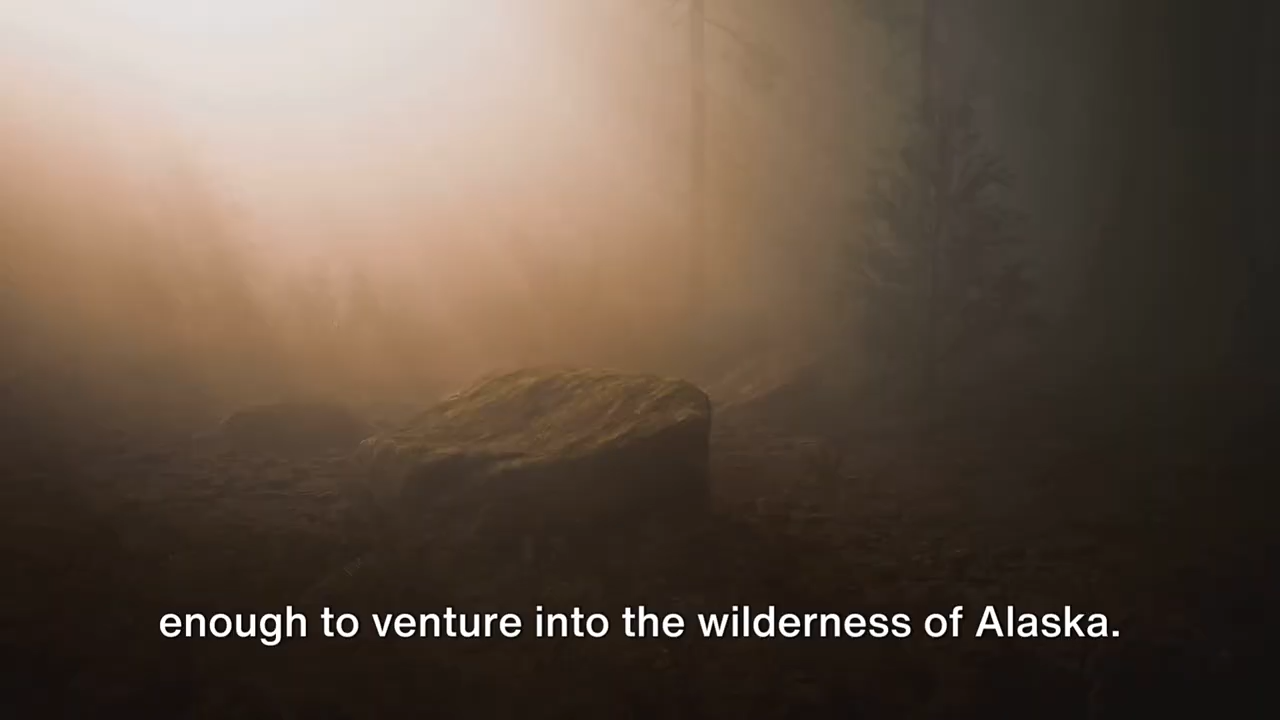 enough to venture into the wilderness of Alaska.